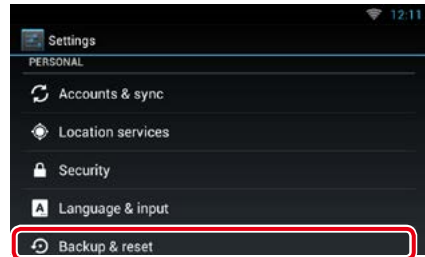 12:11
Settings
PERSONAL
Accounts & sync
Location services
Security
A Language & input
Backup & reset